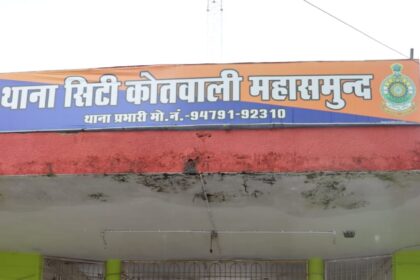 थाना सिटी कोतवाली महासमुन्द
थाना प्रभारी मो.नं.-94791-92310